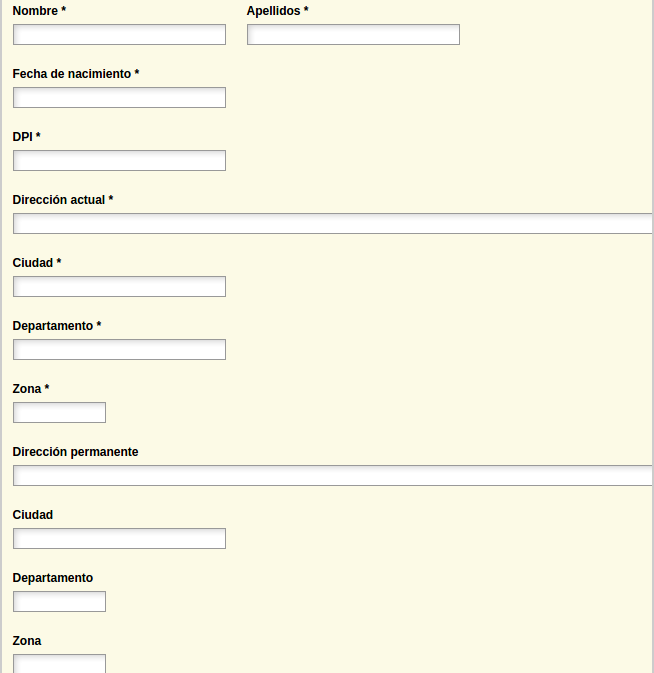 Nombre * Apellidos *
Fecha de nacimiento *
DPI *
Dirección actual *
Ciudad *
Departamento *
Zona *
Dirección permanente
Ciudad
Departamento
Zona